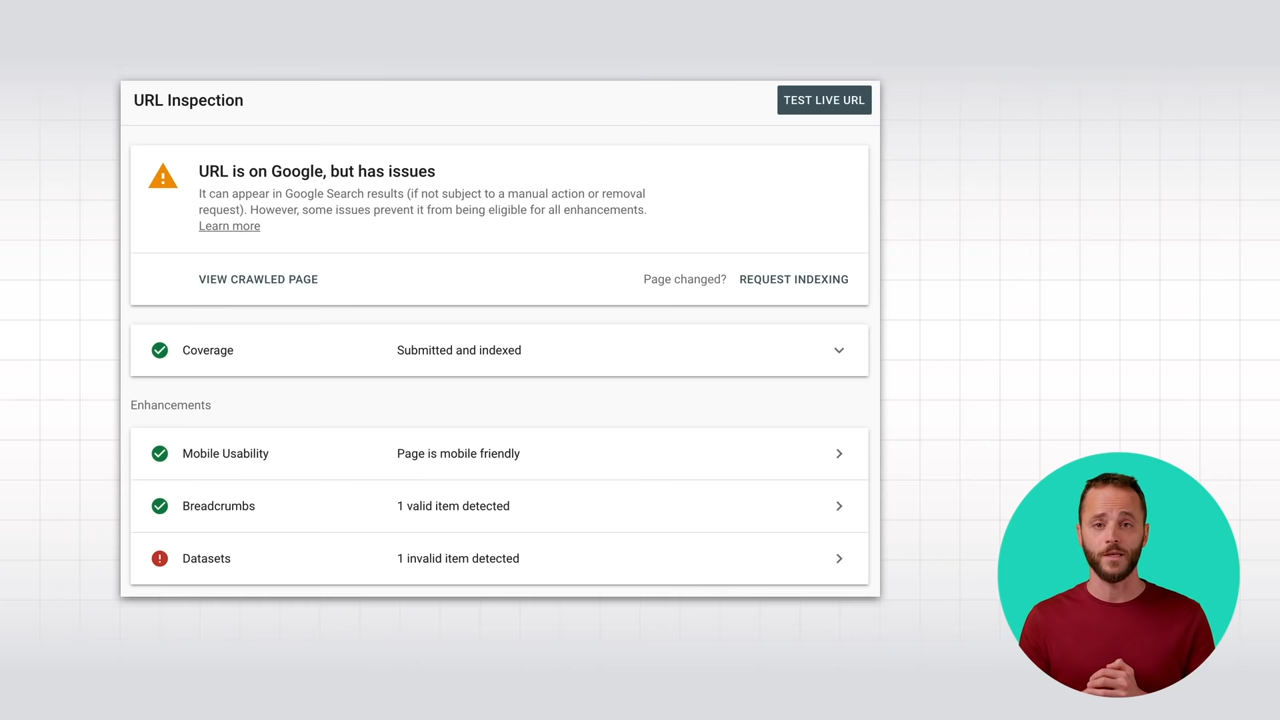 URL Inspection
TEST LIVE URL
URL is on Google, but has issues
It can appear in Google Search results (if not subject to a manual action or removal
request). However, some issues prevent it from being eligible for all enhancements.
Learn more
VIEW CRAWLED PAGE
Page changed? REQUEST INDEXING
Coverage
Submitted and indexed
Enhancements
Mobile Usability
Page is mobile friendly
Breadcrumbs
1 valid item detected
Datasets
1 invalid item detected